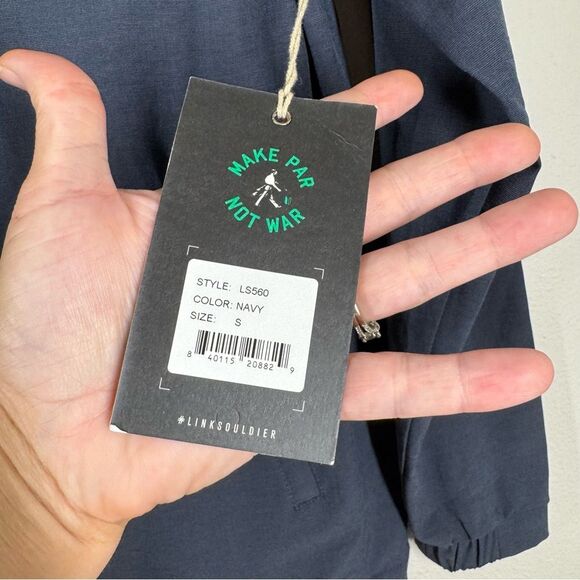 MAKE PAR
NOT WAR
STYLE: LS560
COLOR: NAVY
SIZE: S
8 40115 20882 9
#LINKSOULDIER